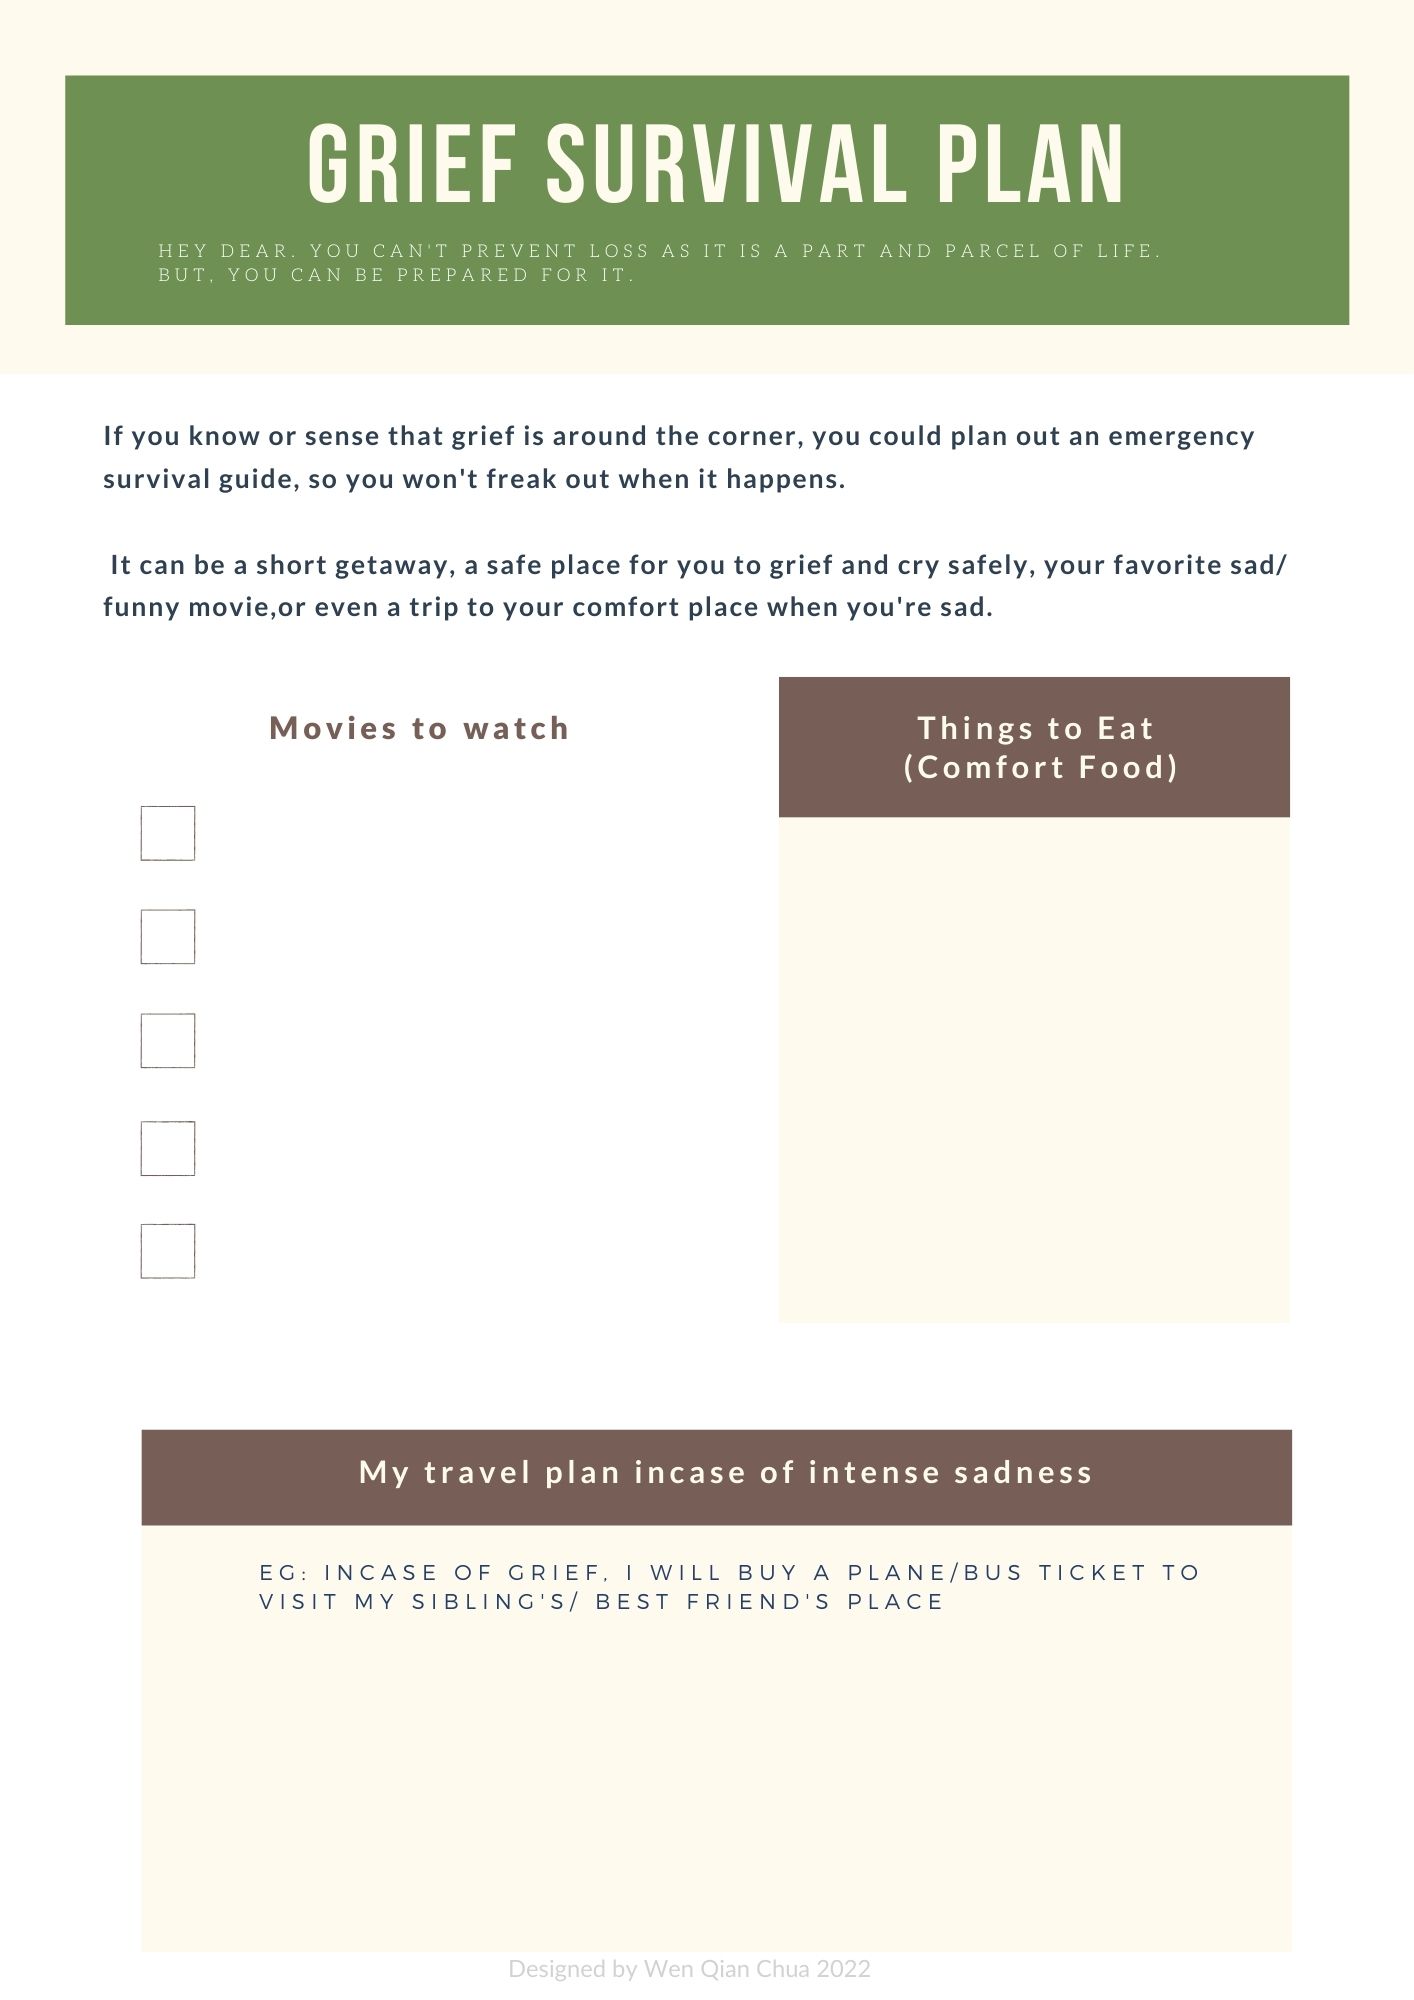 GRIEF SURVIVAL PLAN
HEY DEAR. YOU CAN'T PREVENT LOSS AS IT IS A PART AND PARCEL OF LIFE.
BUT, YOU CAN BE PREPARED FOR IT.
If you know or sense that grief is around the corner, you could plan out an emergency
survival guide, so you won't freak out when it happens.
It can be a short getaway, a safe place for you to grief and cry safely, your favorite sad/
funny movie,or even a trip to your comfort place when you're sad.
Movies to watch
Things to Eat
(Comfort Food)
My travel plan incase of intense sadness
EG: INCASE OF GRIEF, I WILL BUY A PLANE/BUS TICKET TO
VISIT MY SIBLING'S/ BEST FRIEND'S PLACE
Designed by Wen Qian Chua 2022